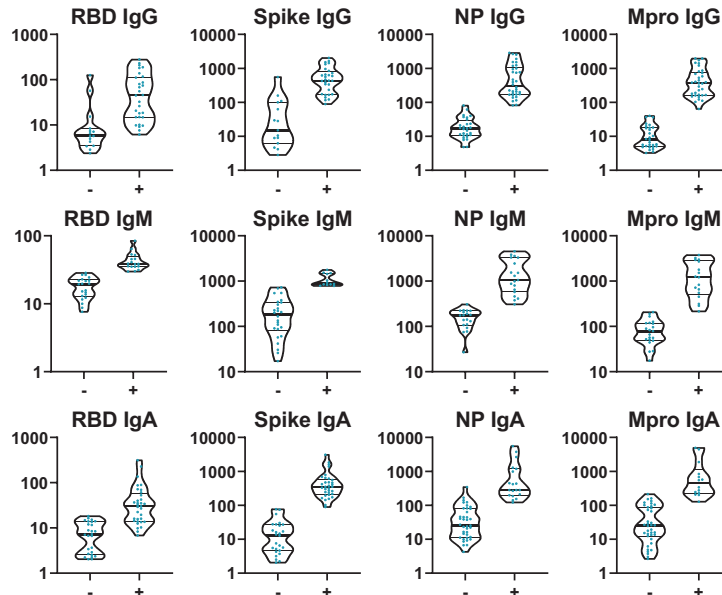 RBD IgG Spike IgG NP IgG Mpro IgG
1000 10000 10000 10000
1000 1000 1000
100
100 100 100
10
10 10 10
1 1 1 1
- + - + - + - +
RBD IgM Spike IgM NP IgM Mpro IgM
100 10000 10000 10000
1000 1000 1000
10
100 100 100
1 10 10 10
- + - + - + - +
RBD IgA Spike IgA NP IgA Mpro IgA
1000 10000 10000 10000
1000 1000 1000
100
100 100 100
10
10 10 10
1 1 1 1
- + - + - + - +